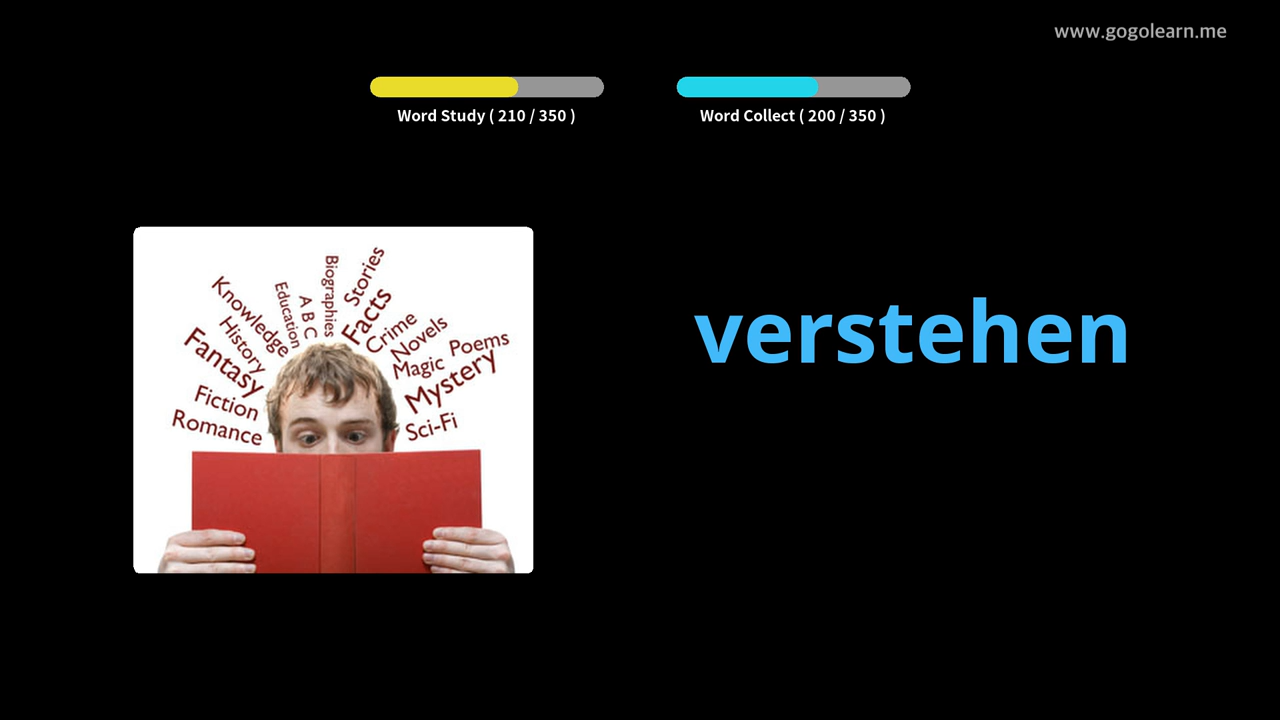 www.gogolearn.me
Word Study ( 210 / 350 )
Word Collect ( 200 / 350 )
Knowledge
History
Fantasy
Fiction
Romance
Education
A B C
Biographies
Stories
Facts
Crime
Novels
Magic
Poems
Mystery
Sci-Fi
verstehen